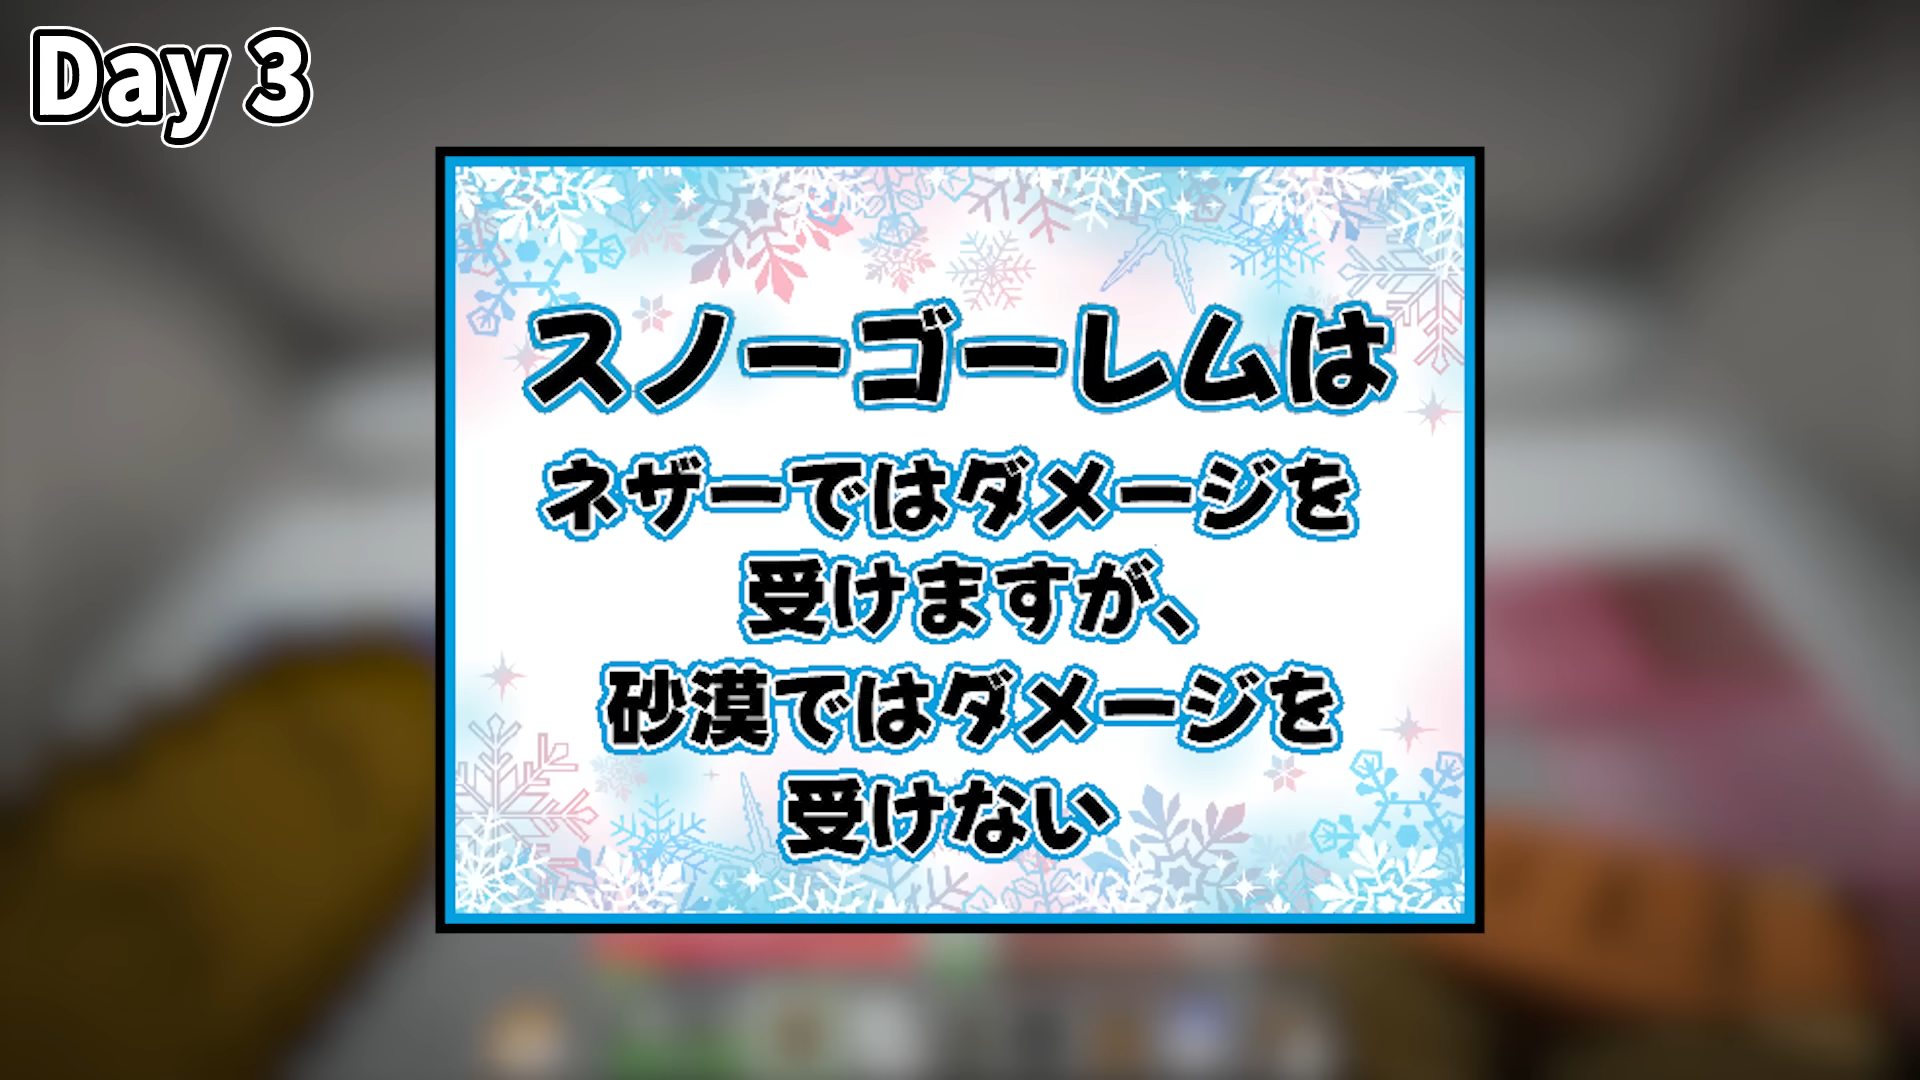 Day 3
スノーゴーレムは
ネザーではダメージを
受けますが、
砂漠ではダメージを
受けない